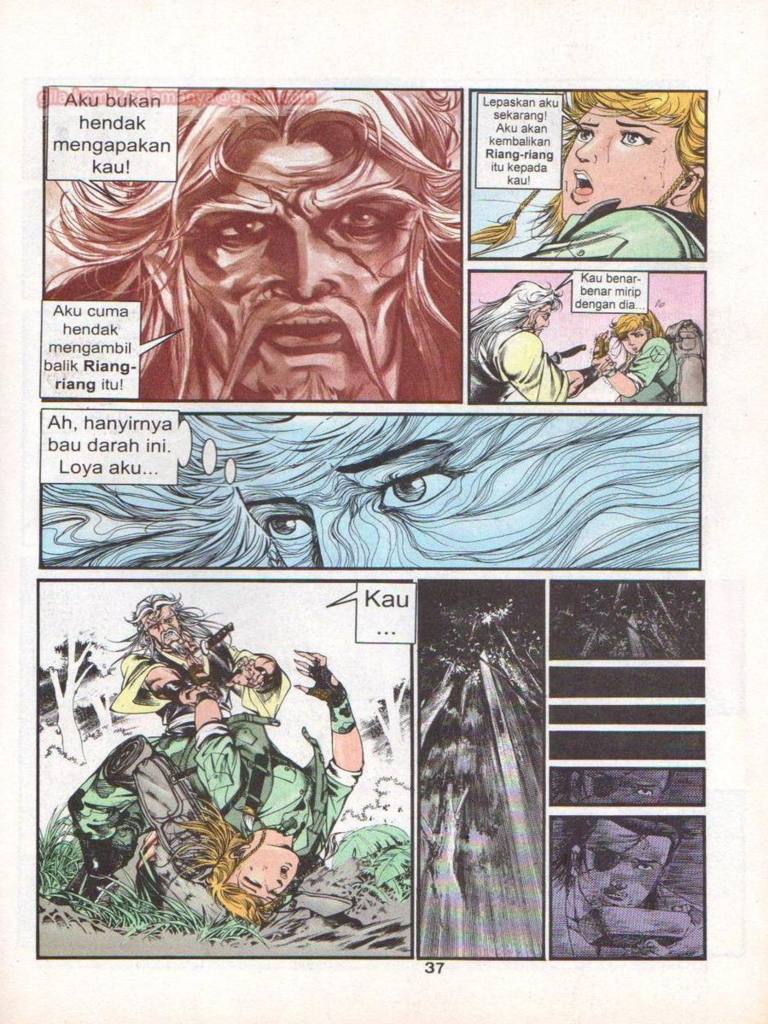 Aku bukan
hendak
mengapakan
kau!
Aku cuma
hendak
mengambil
balik Riang-
riang itu!
Lepaskan aku
sekarang!
Aku akan
kembalikan
Riang-riang
itu kepada
kau!
Kau benar-
benar mirip
dengan dia...
Ah, hanyirnya
bau darah ini.
Loya aku...
Kau
...
37